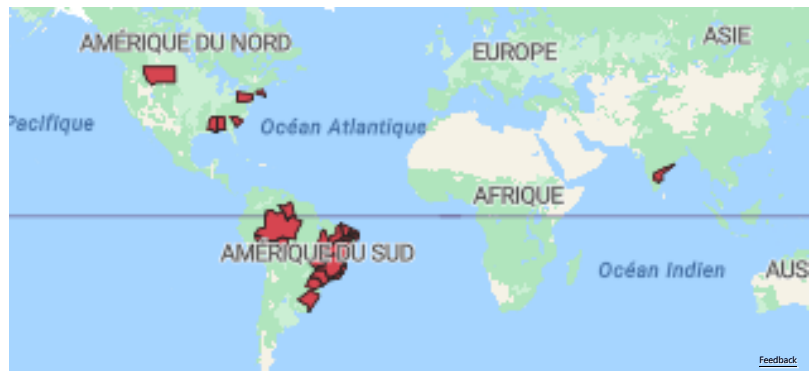 AMÉRIQUE DU NORD
EUROPE
ASIE
Pacifique
Océan Atlantique
AFRIQUE
AMÉRIQUE DU SUD
Océan Indien
AUS
Feedback